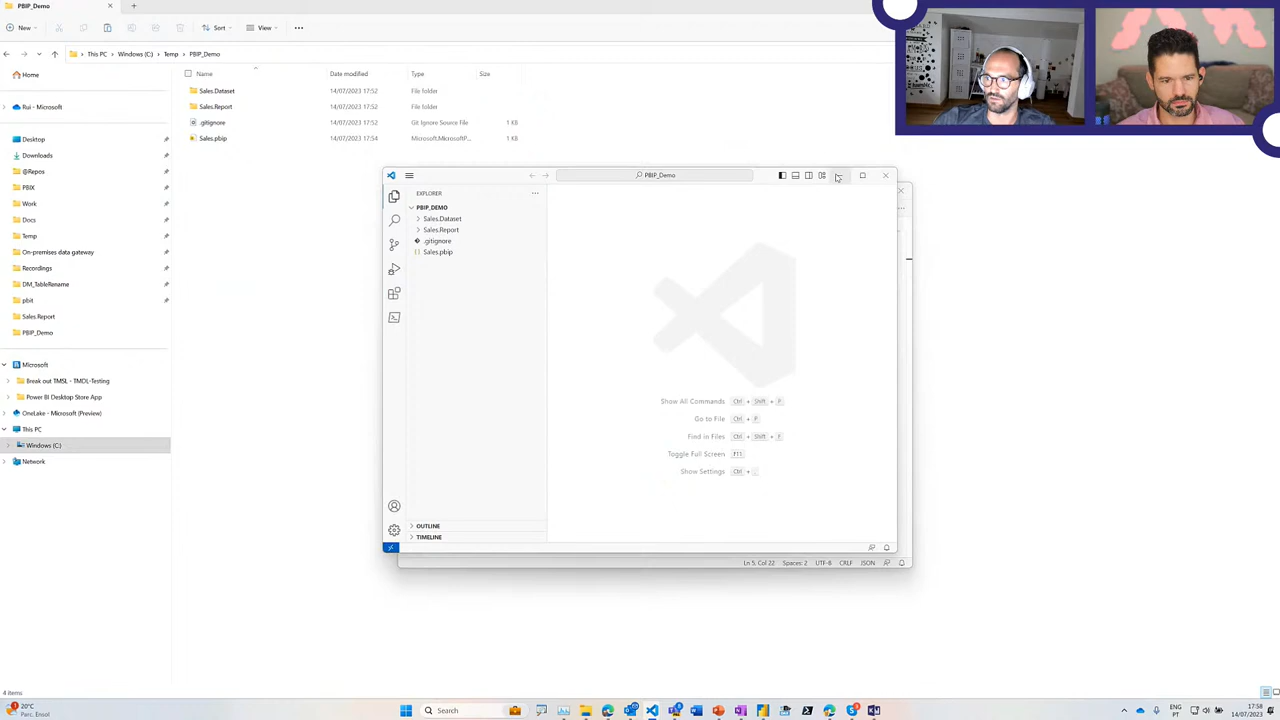 PBIP_Demo
New
Sort
View
This PC > Windows (C:) > Temp > PBIP_Demo
Name Date modified Type Size
Sales.Dataset 14/07/2023 17:52 File folder
Sales.Report 14/07/2023 17:52 File folder
.gitignore 14/07/2023 17:52 Git Ignore Source File 1 KB
Sales.pbip 14/07/2023 17:54 Microsoft.MicrosoftP... 1 KB
Home
Rui - Microsoft
Desktop
Downloads
@Repos
PBIX
Work
Docs
Temp
On-premises data gateway
Recordings
DM_TableRename
pbit
Sales.Report
PBIP_Demo
Microsoft
Break out TMSL - TMDL-Testing
Power BI Desktop Store App
OneLake - Microsoft (Preview)
This PC
Windows (C:)
Network
4 items
PBIP_Demo
EXPLORER
PBIP_DEMO
Sales.Dataset
Sales.Report
.gitignore
Sales.pbip
OUTLINE
TIMELINE
Show All Commands Ctrl + Shift + P
Go to File Ctrl + P
Find in Files Ctrl + Shift + F
Toggle Full Screen F11
Show Settings Ctrl + ,
Ln 5, Col 22 Spaces: 2 UTF-8 CRLF JSON
20°C
Parc. Ensol
Search
ENG
PT
17:58
14/07/2023